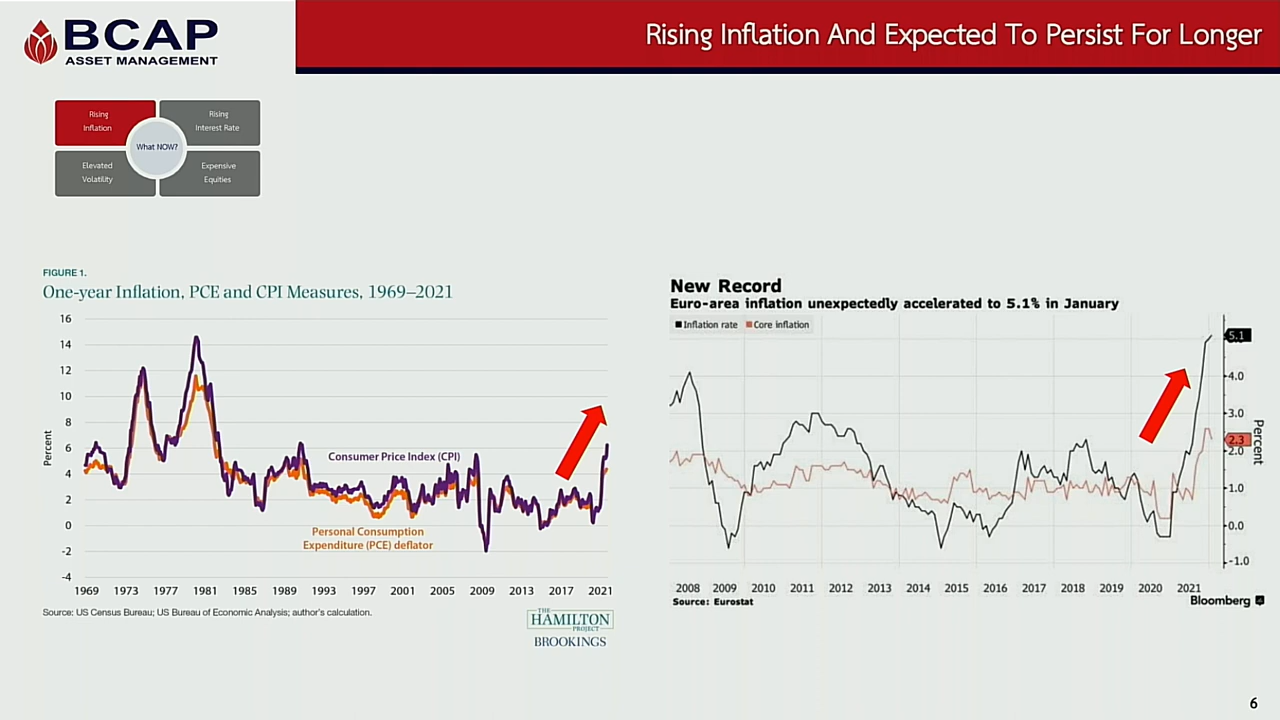 BCAP
ASSET MANAGEMENT
Rising Inflation And Expected To Persist For Longer
Rising
Inflation
Rising
Interest Rate
What NOW?
Elevated
Volatility
Expensive
Equities
FIGURE 1.
One-year Inflation, PCE and CPI Measures, 1969–2021
Percent
16
14
12
10
8
6
4
2
0
-2
-4
Consumer Price Index (CPI)
Personal Consumption
Expenditure (PCE) deflator
1969 1973 1977 1981 1985 1989 1993 1997 2001 2005 2009 2013 2017 2021
Source: US Census Bureau; US Bureau of Economic Analysis; author's calculation.
THE
HAMILTON
PROJECT
BROOKINGS
New Record
Euro-area inflation unexpectedly accelerated to 5.1% in January
Inflation rate Core inflation
5.1
4.0
3.0
2.3
2.0
1.0
0.0
-1.0
Percent
2008 2009 2010 2011 2012 2013 2014 2015 2016 2017 2018 2019 2020 2021
Source: Eurostat
Bloomberg
6